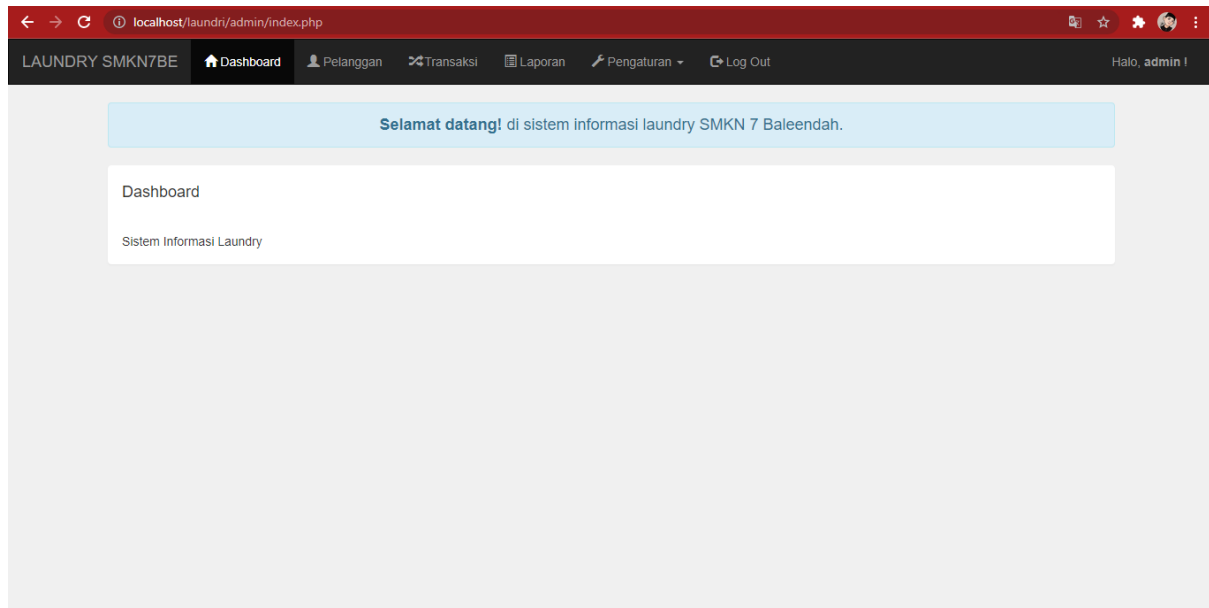 localhost/laundri/admin/index.php
LAUNDRY SMKN7BE Dashboard Pelanggan Transaksi Laporan Pengaturan Log Out Halo, admin !
Selamat datang! di sistem informasi laundry SMKN 7 Baleendah.
Dashboard
Sistem Informasi Laundry